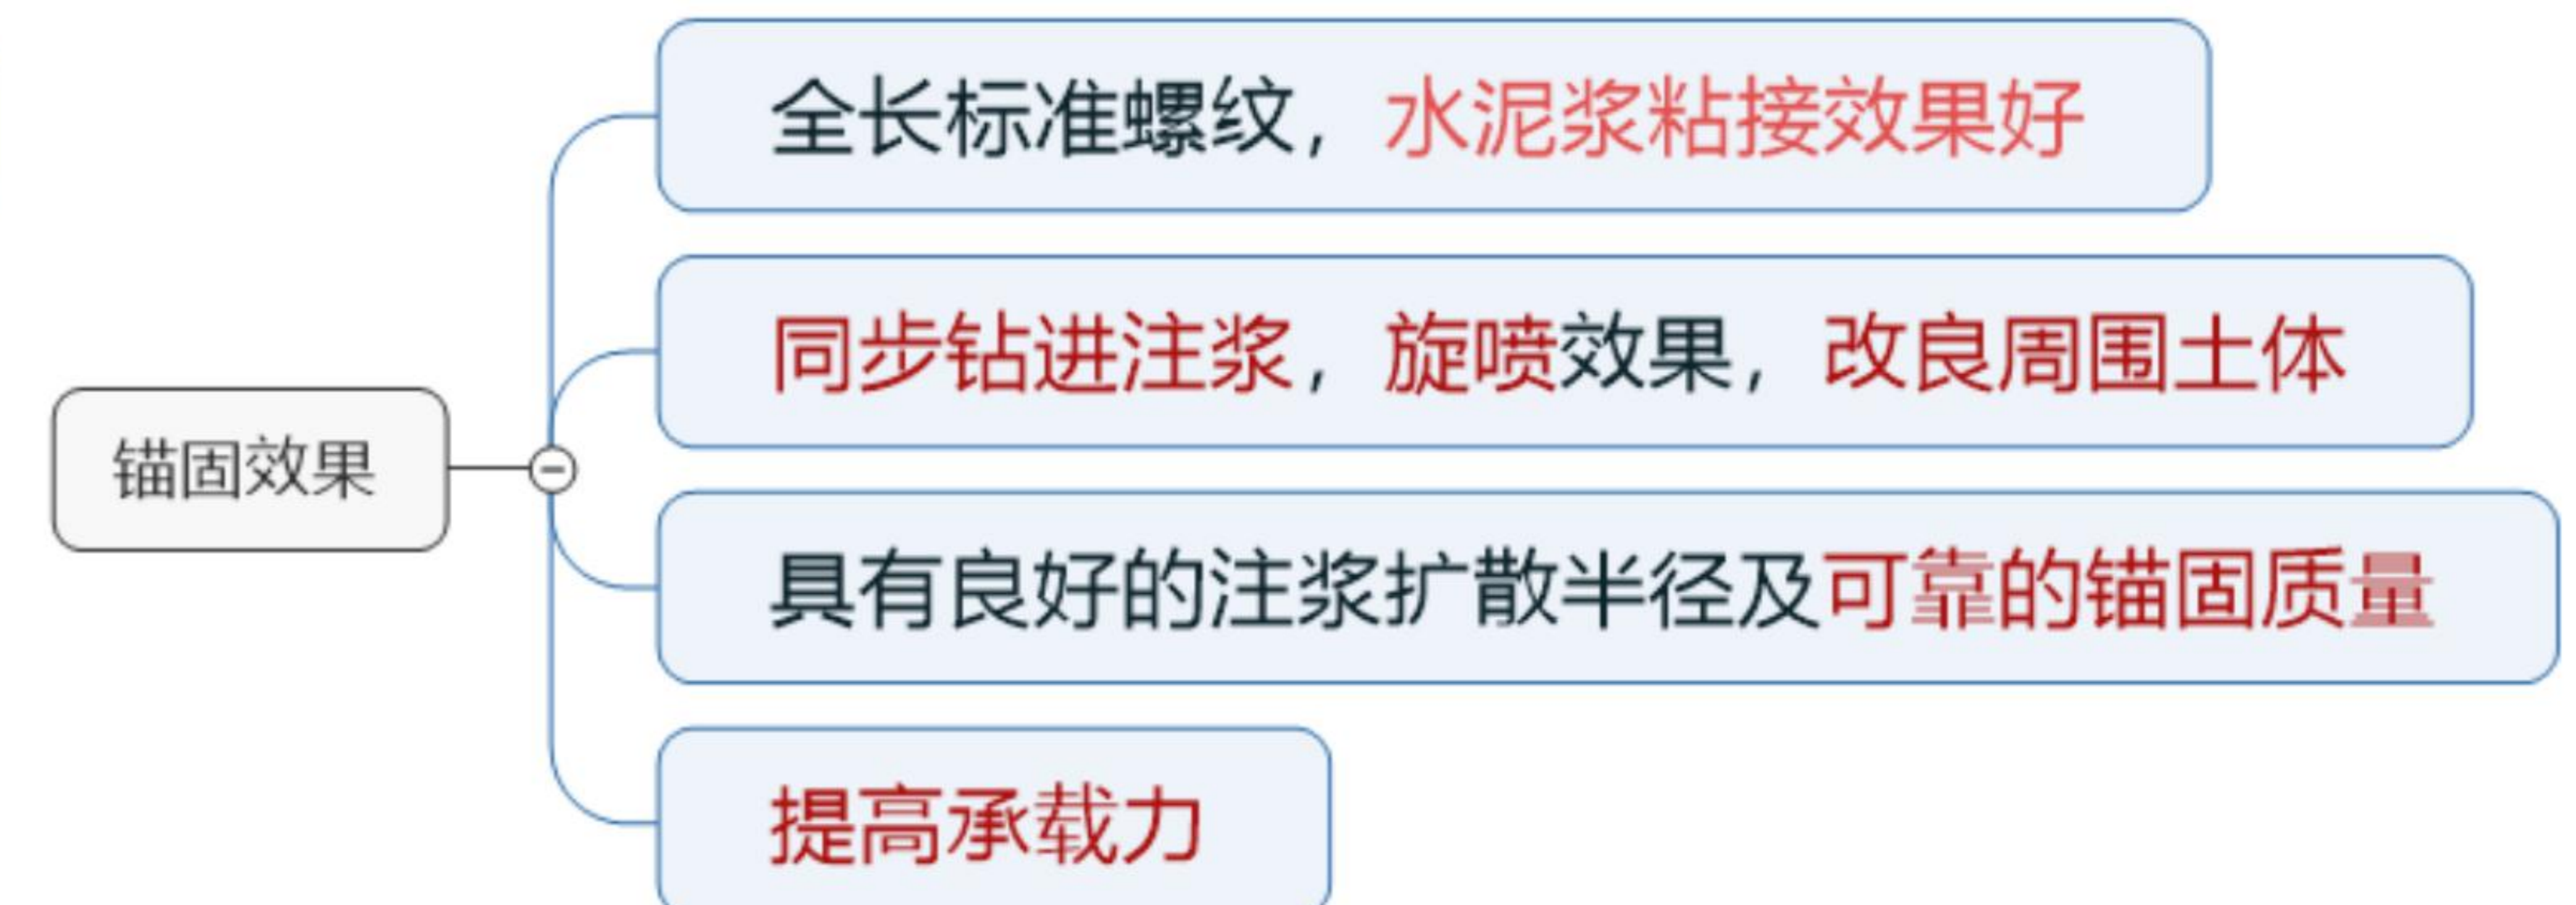 全长标准螺纹，水泥浆粘接效果好
同步钻进注浆，旋喷效果，改良周围土体
锚固效果
具有良好的注浆扩散半径及可靠的锚固质量
提高承载力